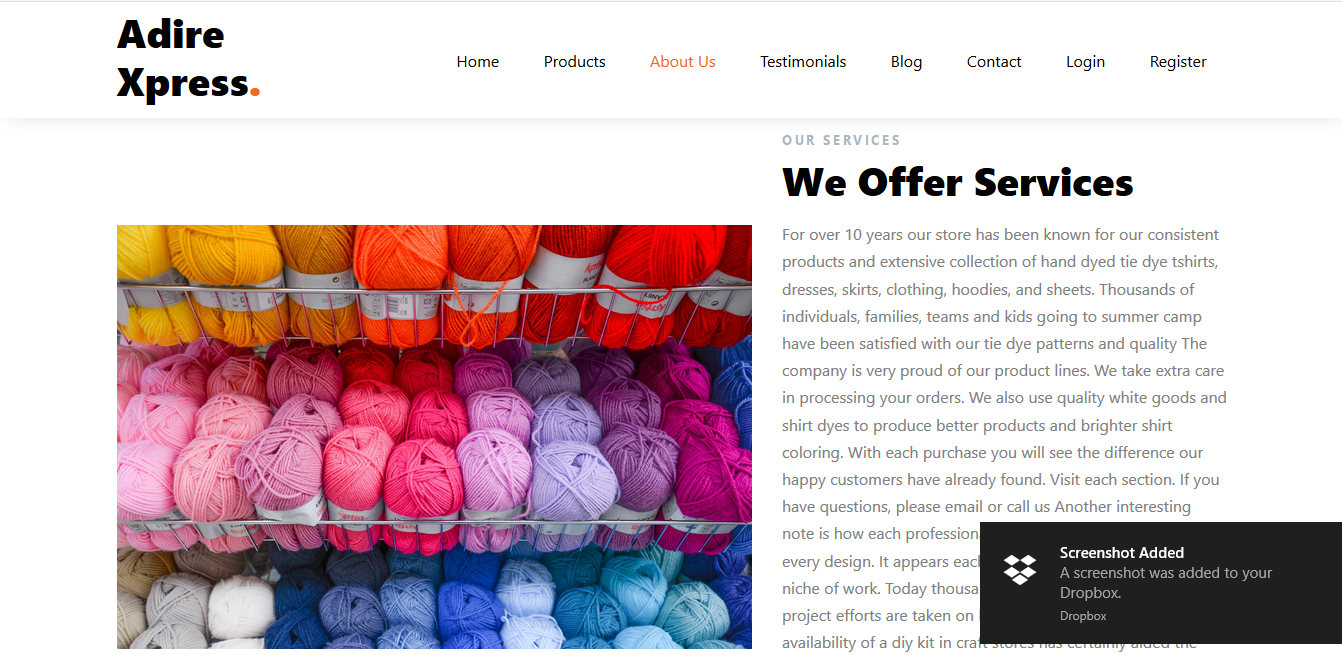 Adire
Xpress.
Home Products About Us Testimonials Blog Contact Login Register
OUR SERVICES
We Offer Services
For over 10 years our store has been known for our consistent
products and extensive collection of hand dyed tie dye tshirts,
dresses, skirts, clothing, hoodies, and sheets. Thousands of
individuals, families, teams and kids going to summer camp
have been satisfied with our tie dye patterns and quality The
company is very proud of our product lines. We take extra care
in processing your orders. We also use quality white goods and
shirt dyes to produce better products and brighter shirt
coloring. With each purchase you will see the difference our
happy customers have already found. Visit each section. If you
have questions, please email or call us Another interesting
note is how each
every design. It appears
niche of work. Today
project efforts are taken on
availability of a diy kit in craft stores has certainly aided the
Screenshot Added
A screenshot was added to your
Dropbox.
Dropbox